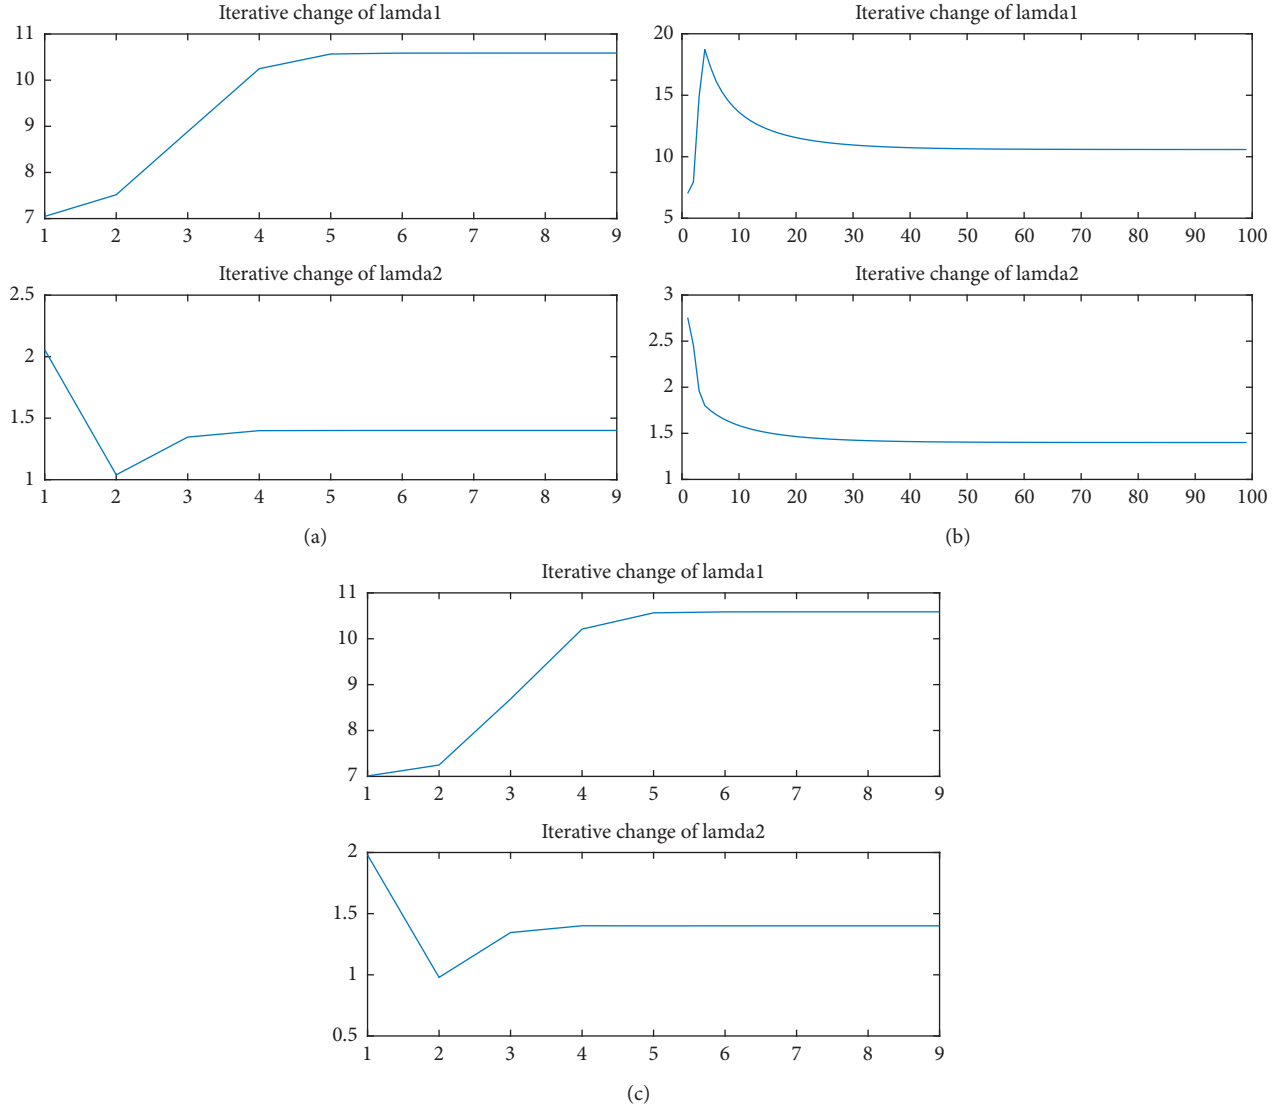 Iterative change of lamda1
11
10
9
8
7
1 2 3 4 5 6 7 8 9
Iterative change of lamda2
2.5
2
1.5
1
1 2 3 4 5 6 7 8 9
(a)
Iterative change of lamda1
20
15
10
5
0 10 20 30 40 50 60 70 80 90 100
Iterative change of lamda2
3
2.5
2
1.5
1
0 10 20 30 40 50 60 70 80 90 100
(b)
Iterative change of lamda1
11
10
9
8
7
1 2 3 4 5 6 7 8 9
Iterative change of lamda2
2
1.5
1
0.5
1 2 3 4 5 6 7 8 9
(c)